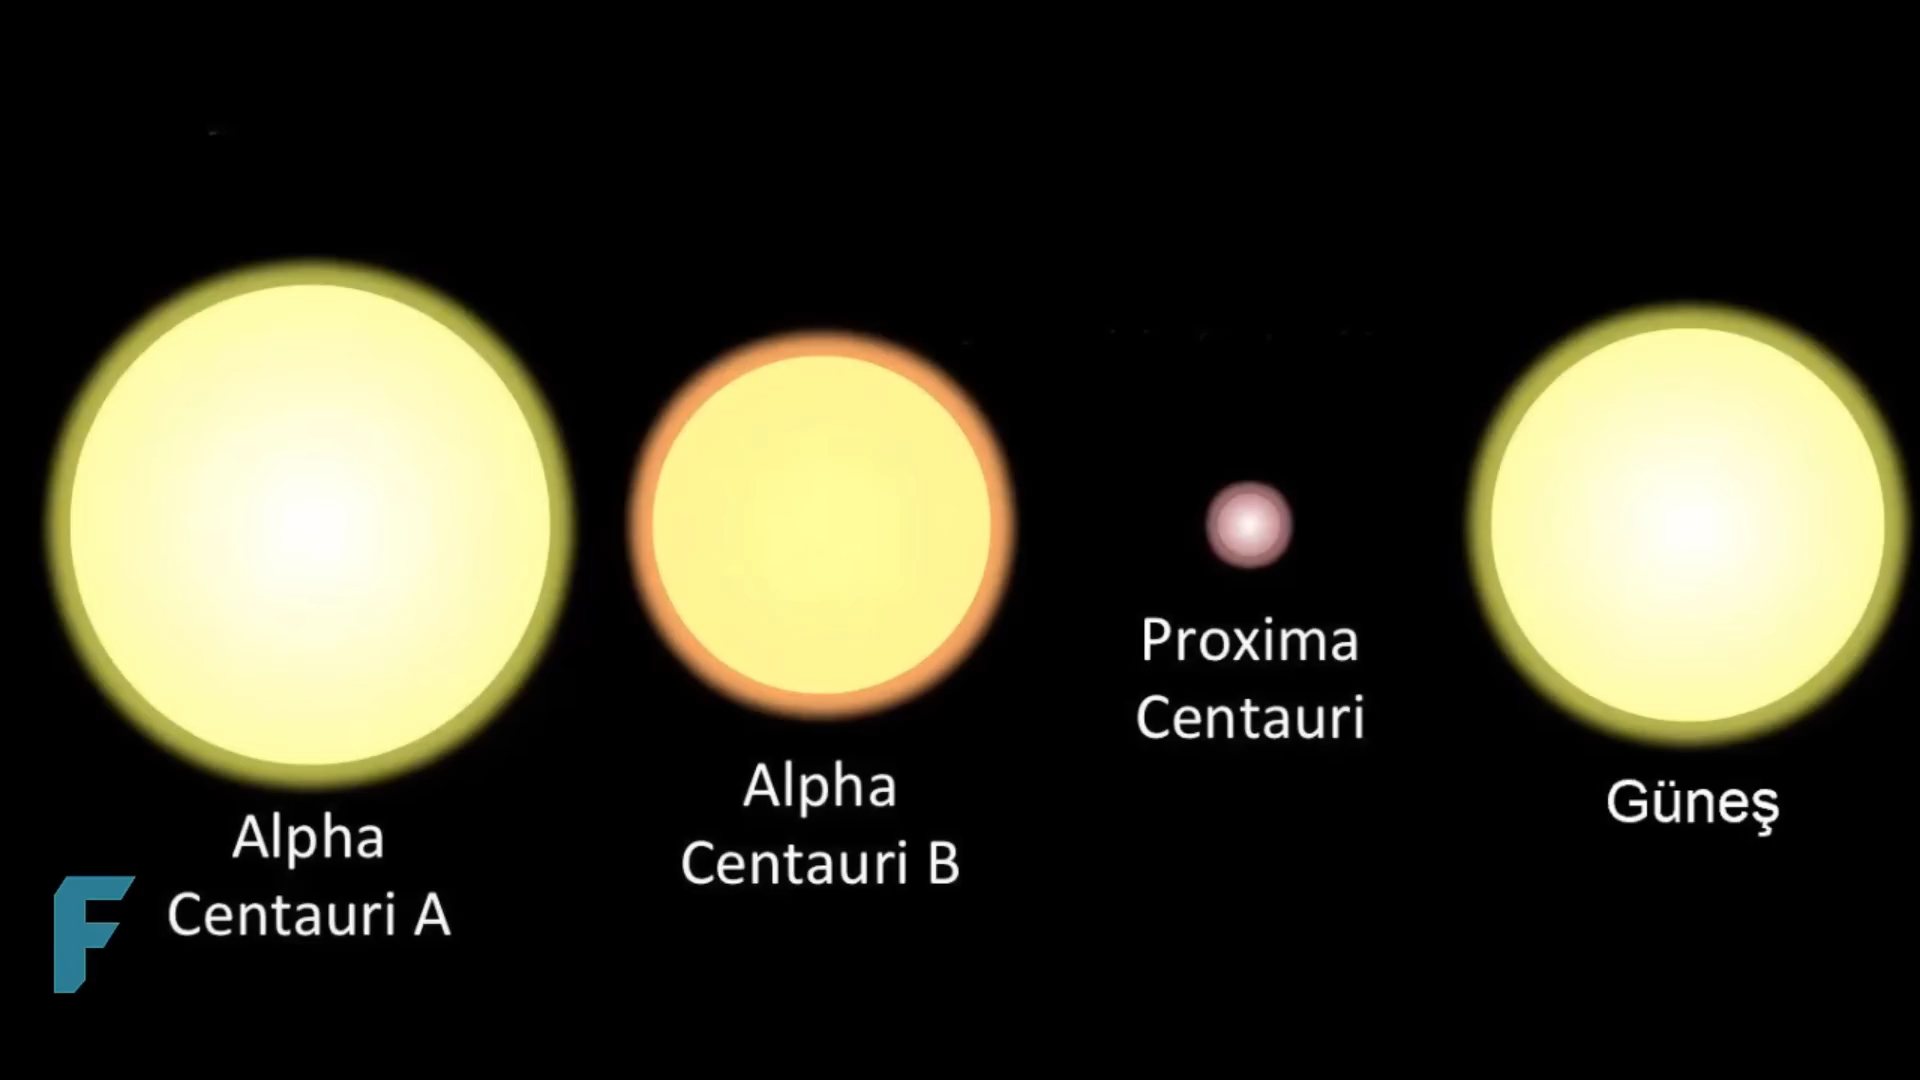 Alpha
Centauri A
Alpha
Centauri B
Proxima
Centauri
Güneş
F